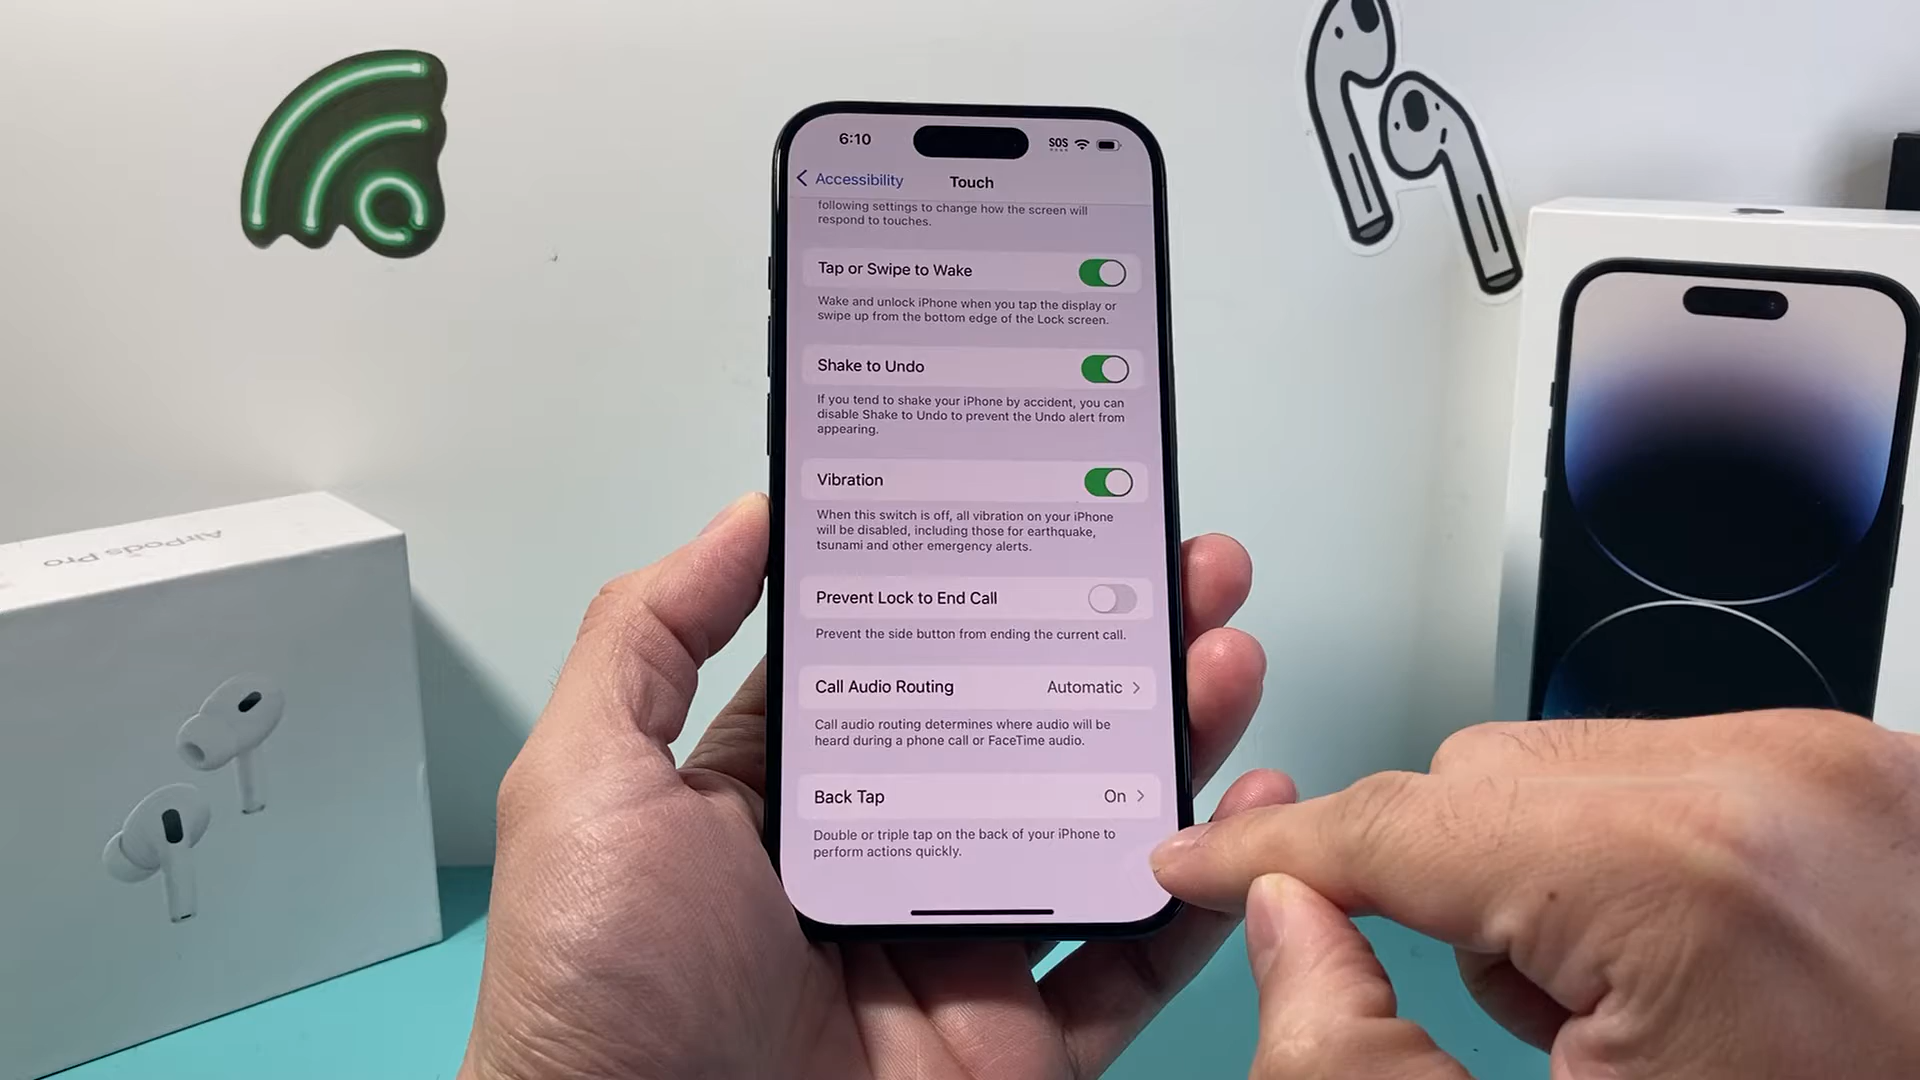 6:10
SOS
Accessibility
Touch
following settings to change how the screen will
respond to touches.
Tap or Swipe to Wake
Wake and unlock iPhone when you tap the display or
swipe up from the bottom edge of the Lock screen.
Shake to Undo
If you tend to shake your iPhone by accident, you can
disable Shake to Undo to prevent the Undo alert from
appearing.
Vibration
When this switch is off, all vibration on your iPhone
will be disabled, including those for earthquake,
tsunami and other emergency alerts.
Prevent Lock to End Call
Prevent the side button from ending the current call.
Call Audio Routing
Automatic
Call audio routing determines where audio will be
heard during a phone call or FaceTime audio.
Back Tap
On
Double or triple tap on the back of your iPhone to
perform actions quickly.
AirPods Pro